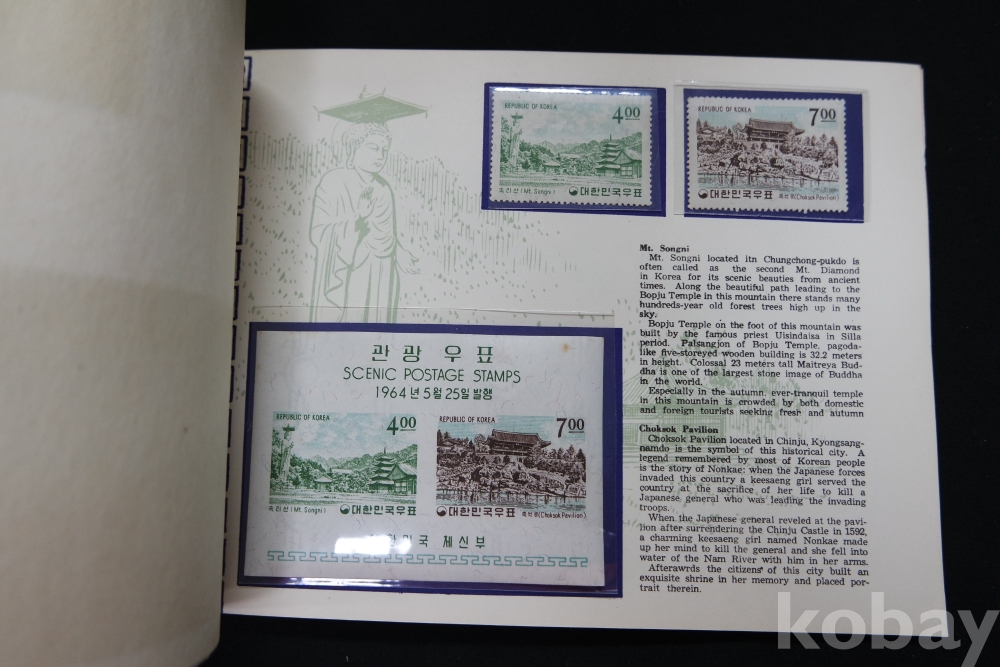 REPUBLIC OF KOREA
4.00
속리산(Mt. Songni)
대한민국우표
REPUBLIC OF KOREA
7.00
대한민국우표 촉석루(Choksok Pavilion)
Mt. Songni
Mt. Songni located itn Chungchong-pukdo is
often called as the second Mt. Diamond
in Korea for its scenic beauties from ancient
times. Along the beautiful path leading to the
Bopju Temple in this mountain there stands many
hundreds-year old forest trees high up in the
sky.
Bopju Temple on the foot of this mountain was
built by the famous priest Uisindaisa in Silla
period. Palsangjon of Bopju Temple, pagoda-
like five-storeyed wooden building is 32.2 meters
in height. Colossal 23 meters tall Maitreya Bud-
dha is one of the largest stone image of Buddha
in the world.
Especially in the autumn, ever-tranquil temple
in this mountain is crowded by both domestic
and foreign tourists seeking fresh and autumn
Choksok Pavilion
Choksok Pavilion located in Chinju, Kyongsang-
namdo is the symbol of this historical city. A
legend remembered by most of Korean people
is the story of Nonkae: when the Japanese forces
invaded this country a keesaeng girl served the
country at the sacrifice of her life to kill a
Japanese general who was leading the invading
troops.
When the Japanese general reveled at the pavi-
lion after surrendering the Chinju Castle in 1592,
a charming keesaeng girl named Nonkae made
up her mind to kill the general and she fell into
water of the Nam River with him in her arms.
Afterawrds the citizens of this city built an
exquisite shrine in her memory and placed por-
trait therein.
관광우표
SCENIC POSTAGE STAMPS
1964년 5월 25일 발행
REPUBLIC OF KOREA
4.00
속리산(Mt. Songni)
대한민국우표
REPUBLIC OF KOREA
7.00
대한민국우표 촉석루(Choksok Pavilion)
대한민국 체신부
kobay